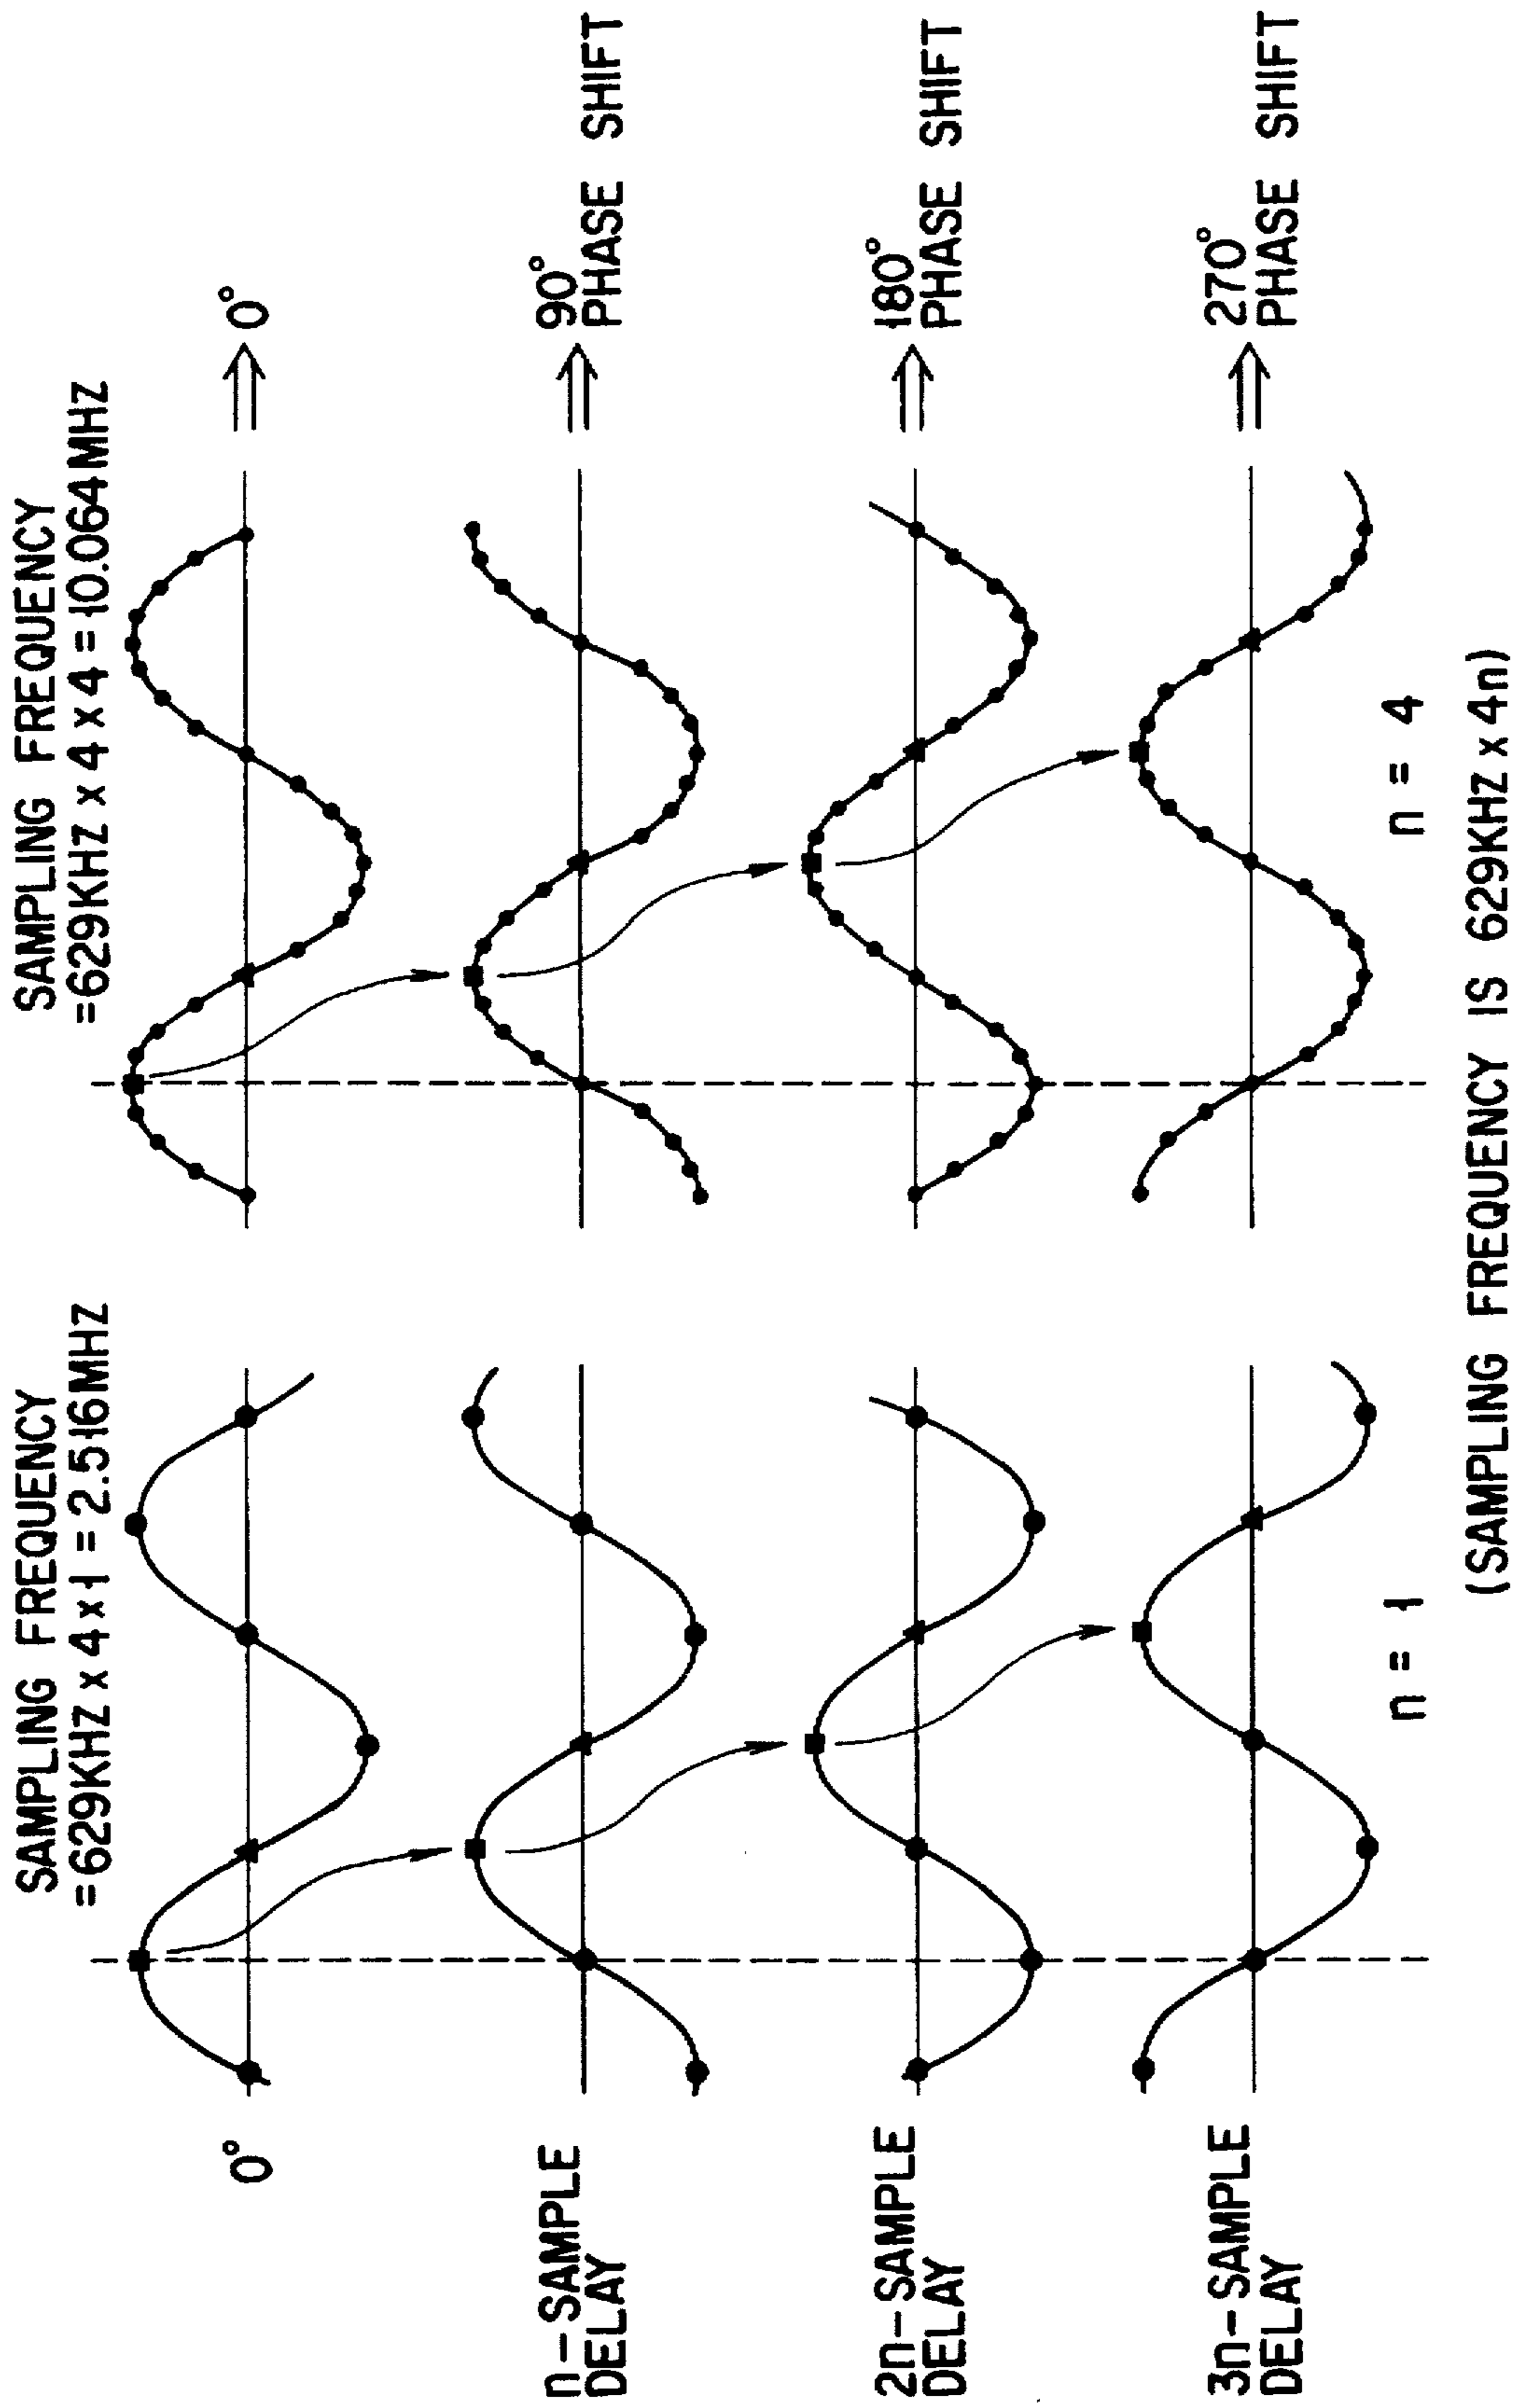 SAMPLING FREQUENCY
=629KHZ x 4 x 1 = 2.516MHZ
SAMPLING FREQUENCY
=629KHZ x 4 x 4 = 10.064MHZ
0°
0°
n-SAMPLE
DELAY
90°
PHASE SHIFT
2n-SAMPLE
DELAY
180°
PHASE SHIFT
3n-SAMPLE
DELAY
270°
PHASE SHIFT
n = 1
n = 4
(SAMPLING FREQUENCY IS 629KHZ x 4n)